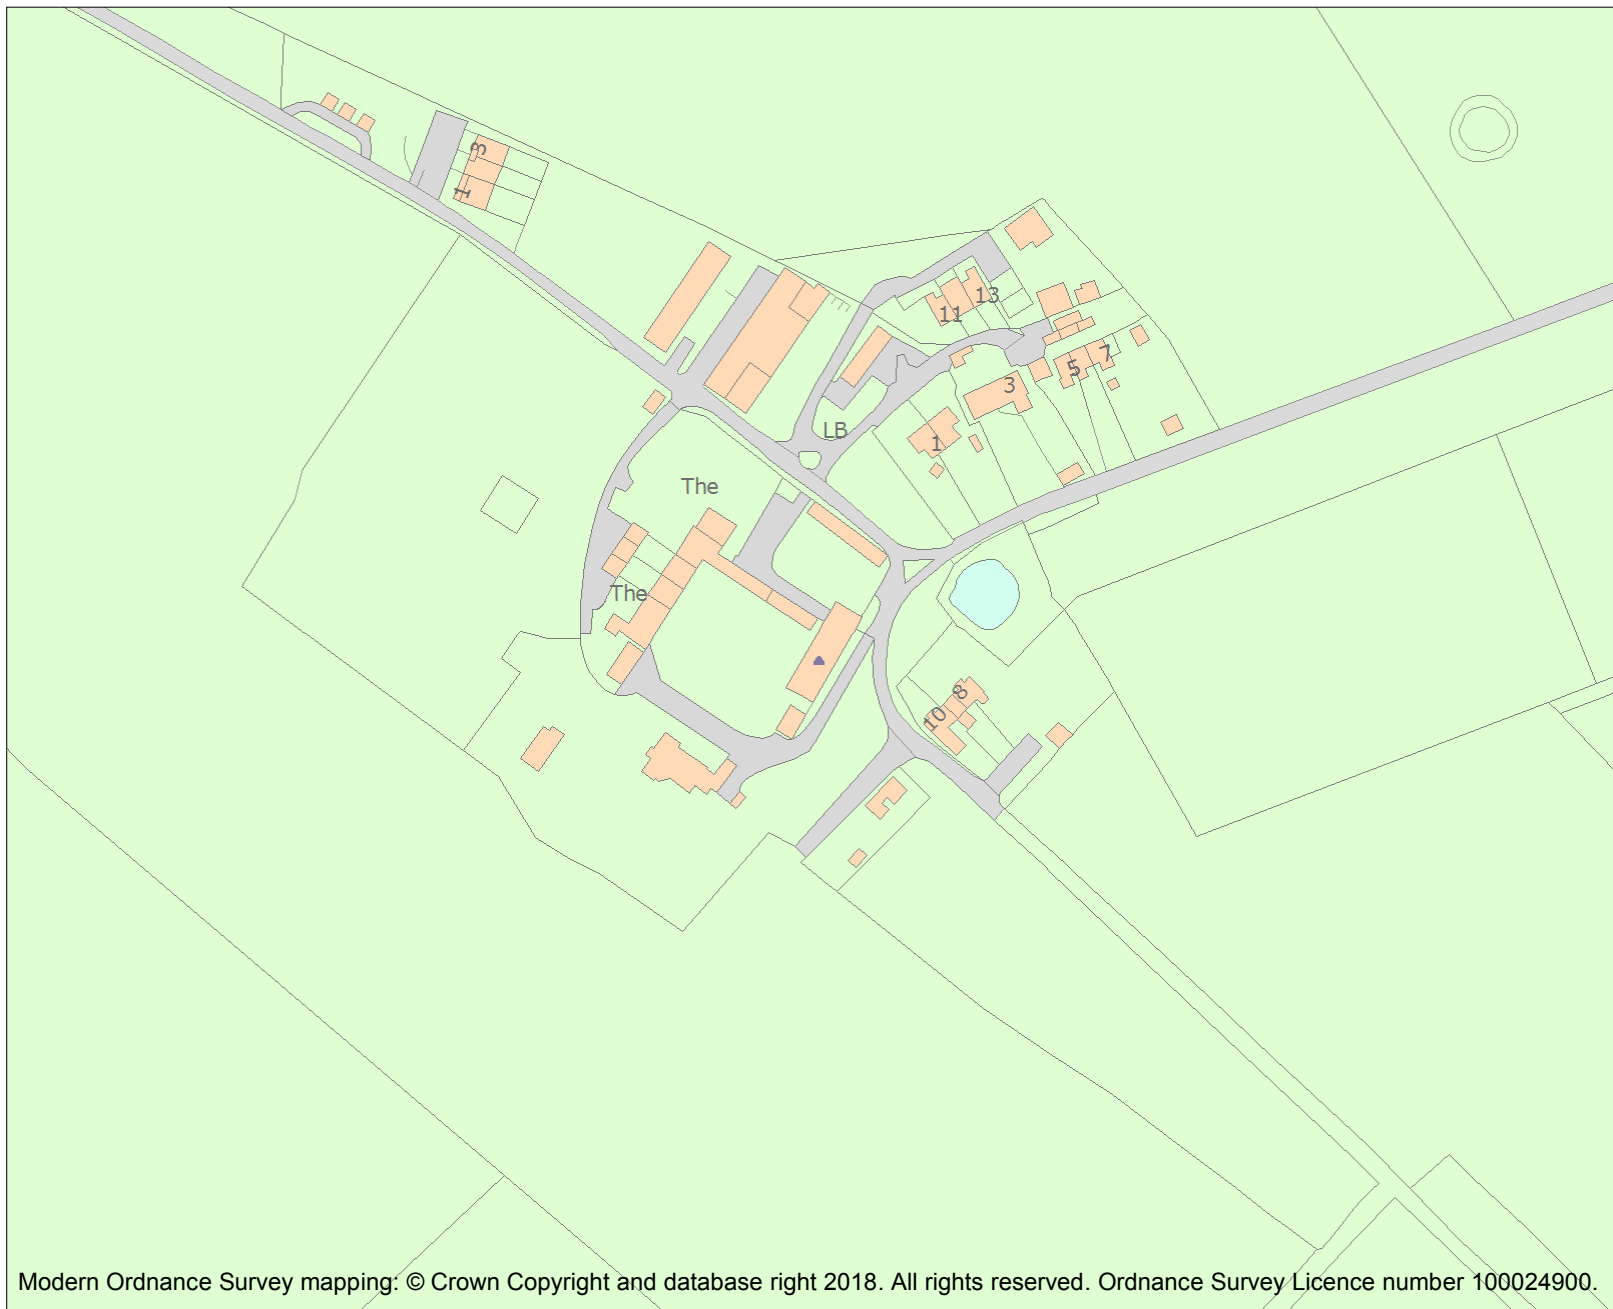 3
1
13
11
7
5
3
LB
1
The
The
8
10
Modern Ordnance Survey mapping: © Crown Copyright and database right 2018. All rights reserved. Ordnance Survey Licence number 100024900.